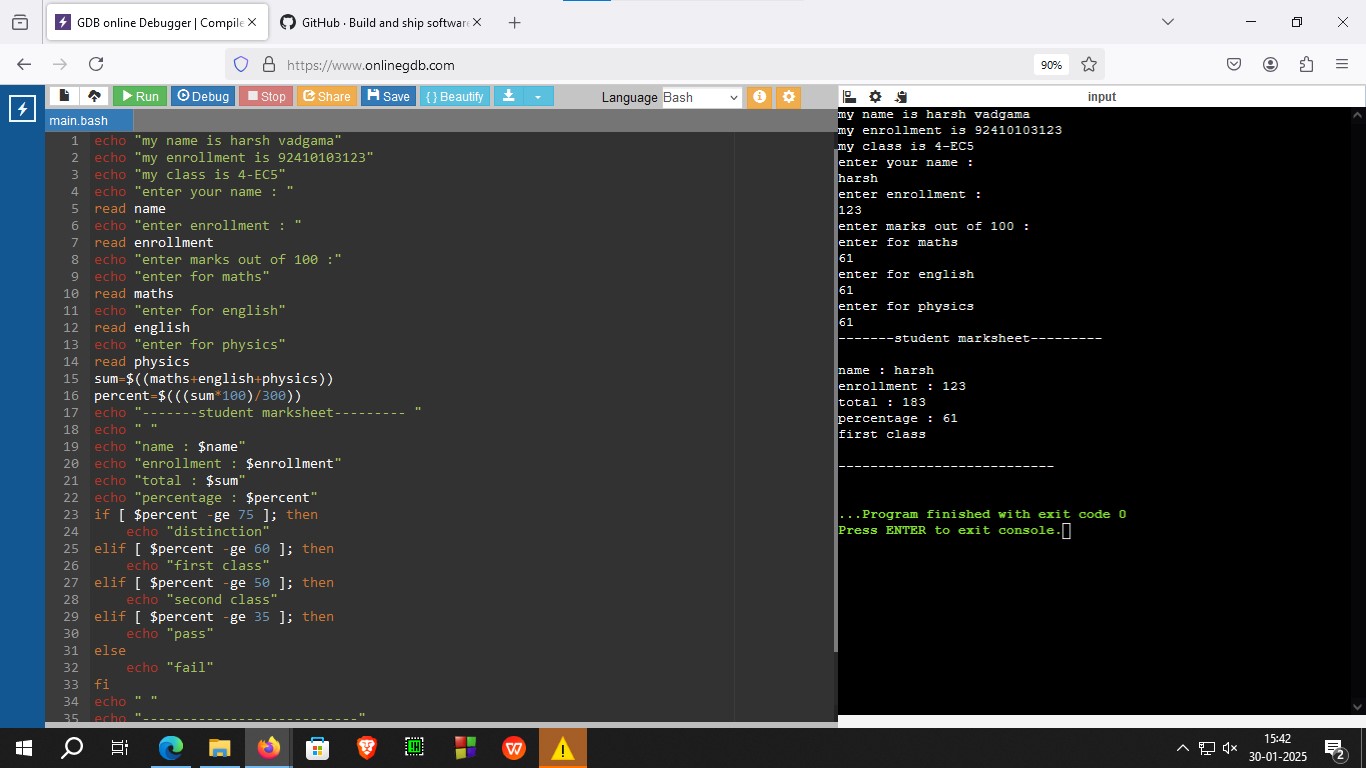 GDB online Debugger | Compile
GitHub · Build and ship software
https://www.onlinegdb.com
90%
Run
Debug
Stop
Share
Save
{ } Beautify
Language
Bash
input
main.bash
1 echo "my name is harsh vadgama"
2 echo "my enrollment is 92410103123"
3 echo "my class is 4-EC5"
4 echo "enter your name : "
5 read name
6 echo "enter enrollment : "
7 read enrollment
8 echo "enter marks out of 100 :"
9 echo "enter for maths"
10 read maths
11 echo "enter for english"
12 read english
13 echo "enter for physics"
14 read physics
15 sum=$((maths+english+physics))
16 percent=$(((sum*100)/300))
17 echo "-------student marksheet--------- "
18 echo " "
19 echo "name : $name"
20 echo "enrollment : $enrollment"
21 echo "total : $sum"
22 echo "percentage : $percent"
23 if [ $percent -ge 75 ]; then
24     echo "distinction"
25 elif [ $percent -ge 60 ]; then
26     echo "first class"
27 elif [ $percent -ge 50 ]; then
28     echo "second class"
29 elif [ $percent -ge 35 ]; then
30     echo "pass"
31 else
32     echo "fail"
33 fi
34 echo " "
35 echo "---------------------------"
my name is harsh vadgama
my enrollment is 92410103123
my class is 4-EC5
enter your name :
harsh
enter enrollment :
123
enter marks out of 100 :
enter for maths
61
enter for english
61
enter for physics
61
-------student marksheet---------
name : harsh
enrollment : 123
total : 183
percentage : 61
first class
---------------------------
...Program finished with exit code 0
Press ENTER to exit console.
15:42
30-01-2025
2